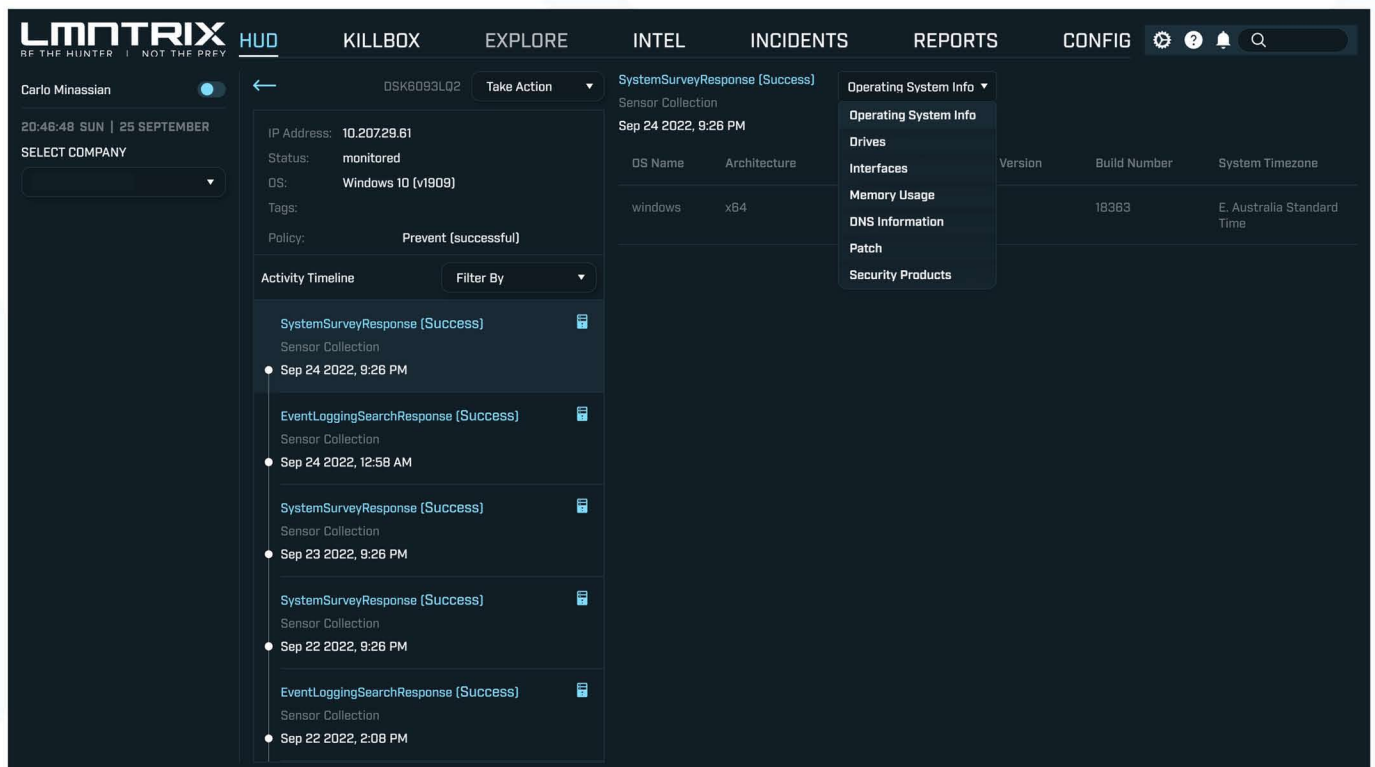 LMNTRIX
BE THE HUNTER | NOT THE PREY
HUD KILLBOX EXPLORE INTEL INCIDENTS REPORTS CONFIG
Carlo Minassian
20:46:48 SUN | 25 SEPTEMBER
SELECT COMPANY
DSK6093LQ2 Take Action
IP Address: 10.207.29.61
Status: monitored
OS: Windows 10 (v1909)
Tags:
Policy: Prevent (successful)
Activity Timeline Filter By
SystemSurveyResponse (Success)
Sensor Collection
Sep 24 2022, 9:26 PM
EventLoggingSearchResponse (Success)
Sensor Collection
Sep 24 2022, 12:58 AM
SystemSurveyResponse (Success)
Sensor Collection
Sep 23 2022, 9:26 PM
SystemSurveyResponse (Success)
Sensor Collection
Sep 22 2022, 9:26 PM
EventLoggingSearchResponse (Success)
Sensor Collection
Sep 22 2022, 2:08 PM
SystemSurveyResponse (Success)
Sensor Collection
Sep 24 2022, 9:26 PM
Operating System Info
Operating System Info
Drives
Interfaces
Memory Usage
DNS Information
Patch
Security Products
OS Name Architecture Version Build Number System Timezone
windows x64 18363 E. Australia Standard
Time